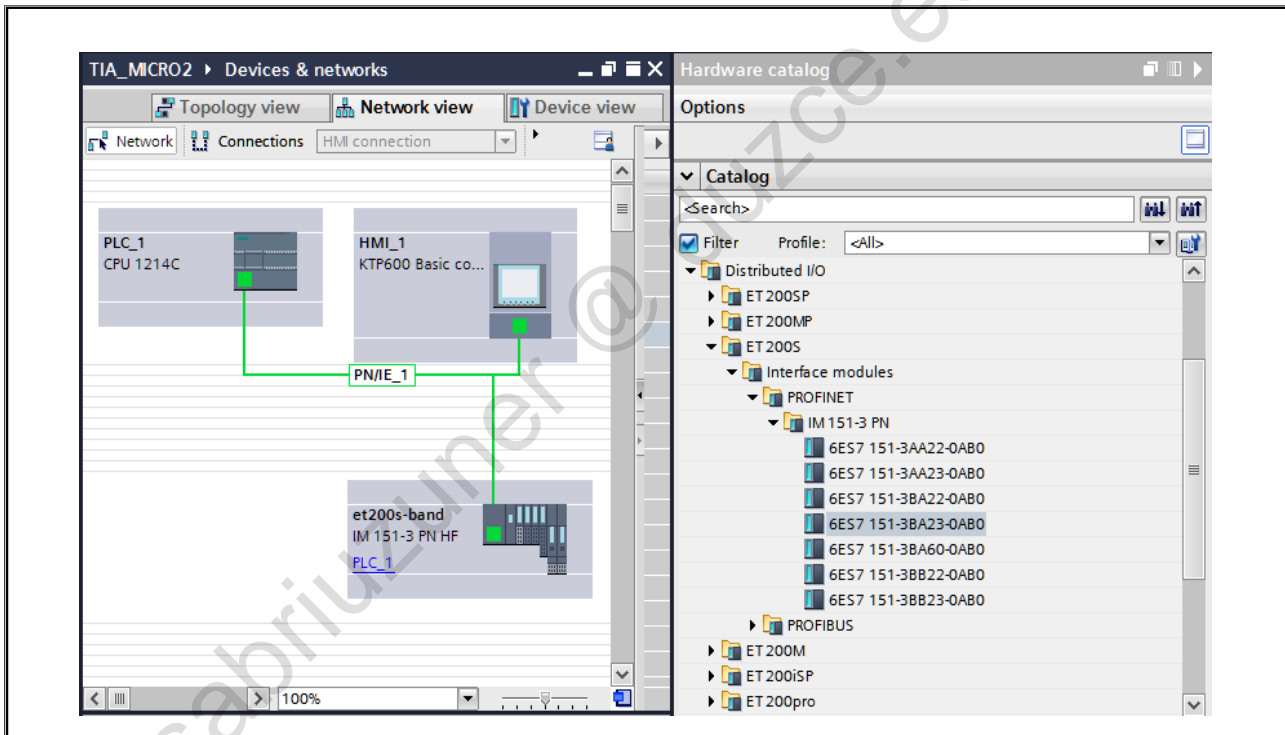 TIA_MICRO2 ▸ Devices & networks
Topology view
Network view
Device view
Network
Connections
HMI connection
PLC_1
CPU 1214C
HMI_1
KTP600 Basic co...
PN/IE_1
et200s-band
IM 151-3 PN HF
PLC_1
100%
Hardware catalog
Options
Catalog
<Search>
Filter Profile: <All>
Distributed I/O
ET 200SP
ET 200MP
ET 200S
Interface modules
PROFINET
IM 151-3 PN
6ES7 151-3AA22-0AB0
6ES7 151-3AA23-0AB0
6ES7 151-3BA22-0AB0
6ES7 151-3BA23-0AB0
6ES7 151-3BA60-0AB0
6ES7 151-3BB22-0AB0
6ES7 151-3BB23-0AB0
PROFIBUS
ET 200M
ET 200iSP
ET 200pro
sabriuzuner @ duzce.e